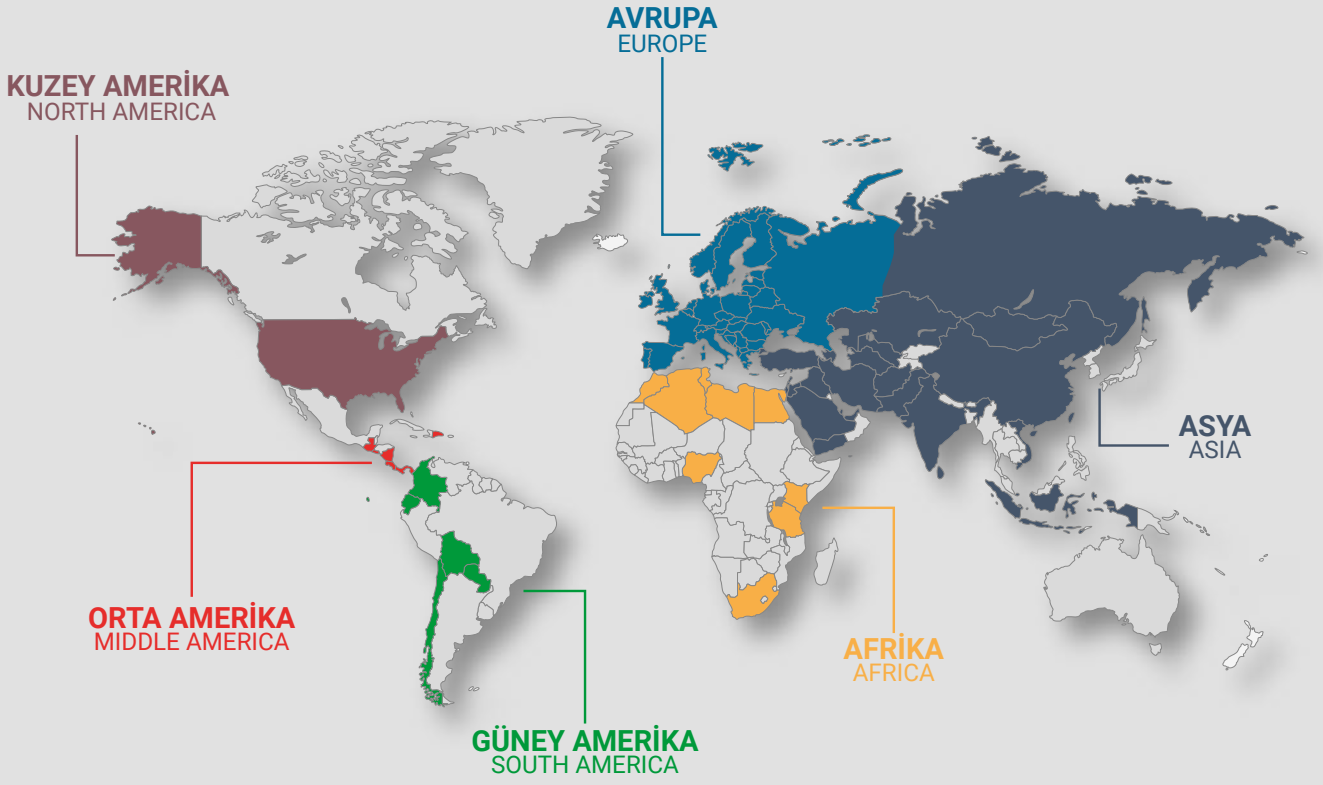 AVRUPA
EUROPE
KUZEY AMERİKA
NORTH AMERICA
ASYA
ASIA
ORTA AMERİKA
MIDDLE AMERICA
AFRİKA
AFRICA
GÜNEY AMERİKA
SOUTH AMERICA